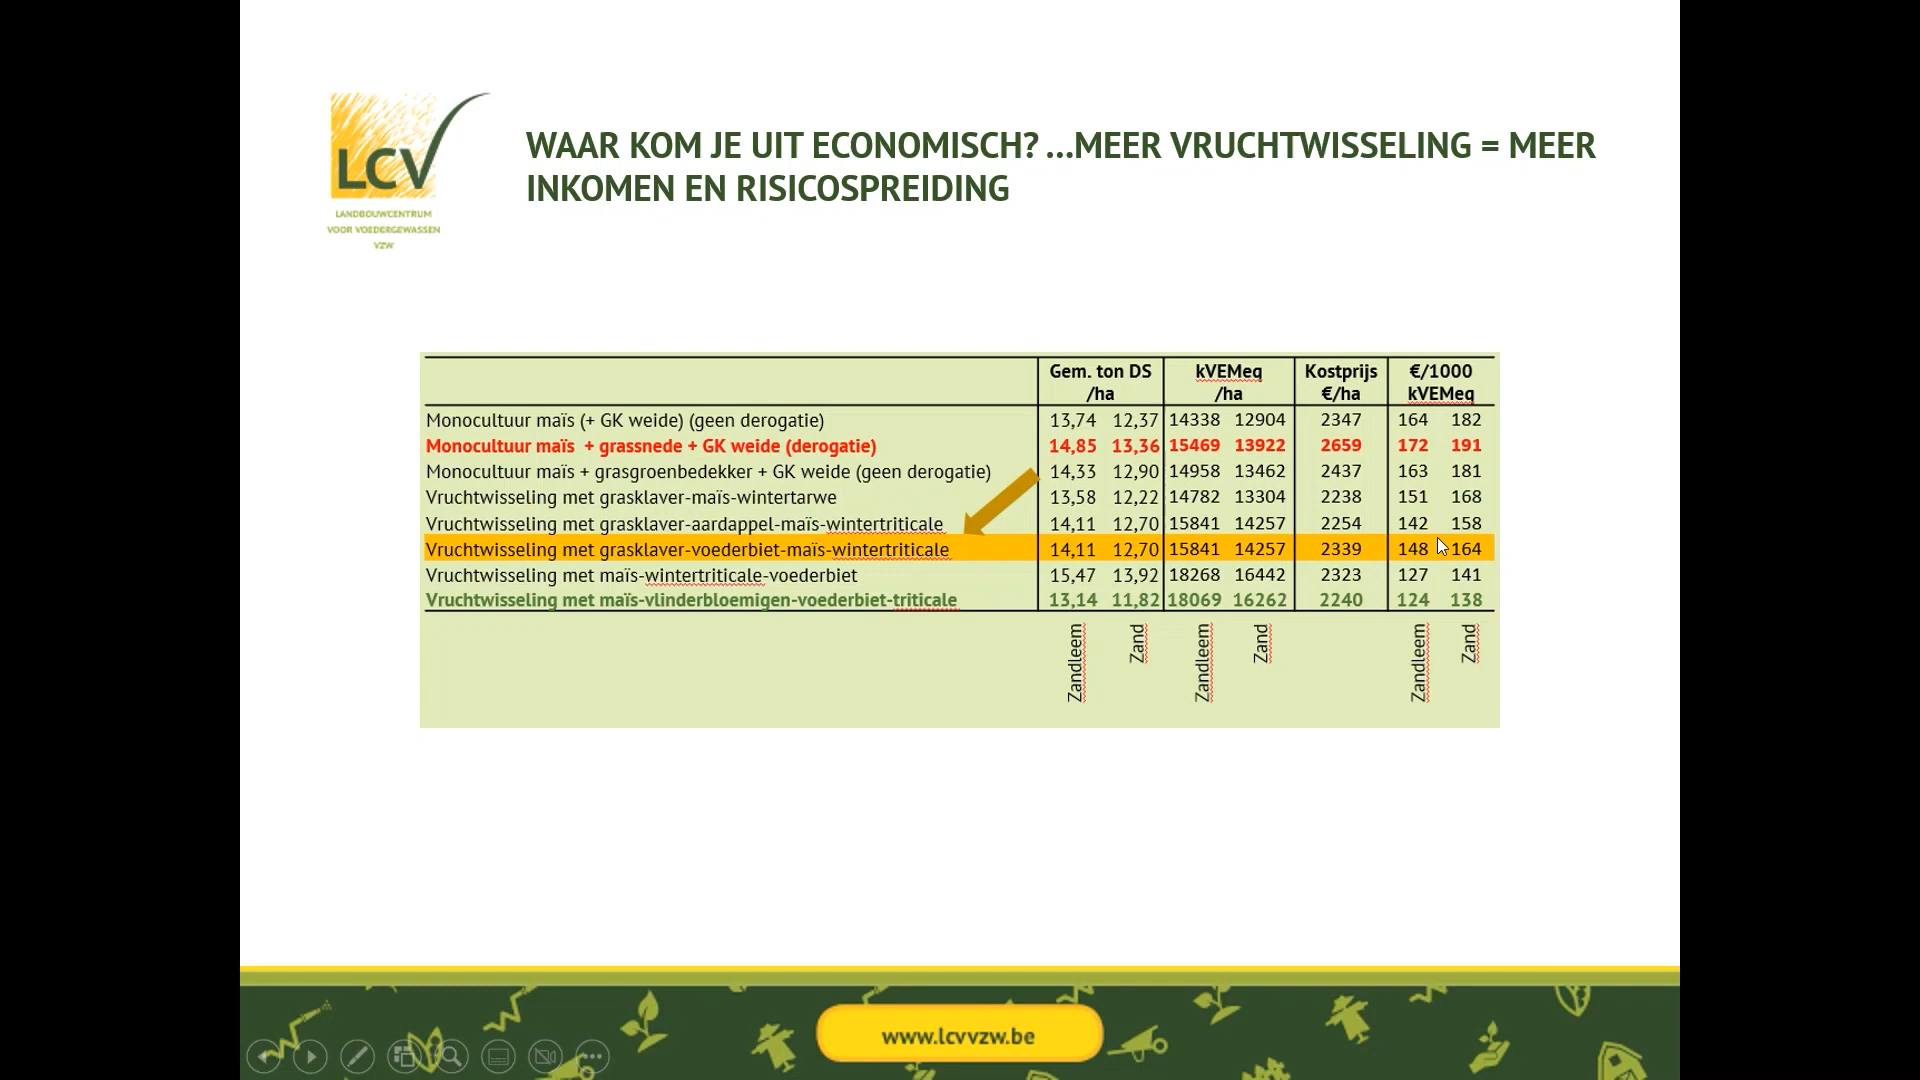 LCV
LANDBOUWCENTRUM
VOOR VOEDERGEWASSEN
VZW
WAAR KOM JE UIT ECONOMISCH? ...MEER VRUCHTWISSELING = MEER
INKOMEN EN RISICOSPREIDING
Gem. ton DS /ha kVEMeq /ha Kostprijs €/ha €/1000 kVEMeq
Monocultuur maïs (+ GK weide) (geen derogatie) 13,74 12,37 14338 12904 2347 164 182
Monocultuur maïs + grassnede + GK weide (derogatie) 14,85 13,36 15469 13922 2659 172 191
Monocultuur maïs + grasgroenbedekker + GK weide (geen derogatie) 14,33 12,90 14958 13462 2437 163 181
Vruchtwisseling met grasklaver-maïs-wintertarwe 13,58 12,22 14782 13304 2238 151 168
Vruchtwisseling met grasklaver-aardappel-maïs-wintertriticale 14,11 12,70 15841 14257 2254 142 158
Vruchtwisseling met grasklaver-voederbiet-maïs-wintertriticale 14,11 12,70 15841 14257 2339 148 164
Vruchtwisseling met maïs-wintertriticale-voederbiet 15,47 13,92 18268 16442 2323 127 141
Vruchtwisseling met maïs-vlinderbloemigen-voederbiet-triticale 13,14 11,82 18069 16262 2240 124 138
Zandleem Zand Zandleem Zand Zandleem Zand
www.lcvvzw.be